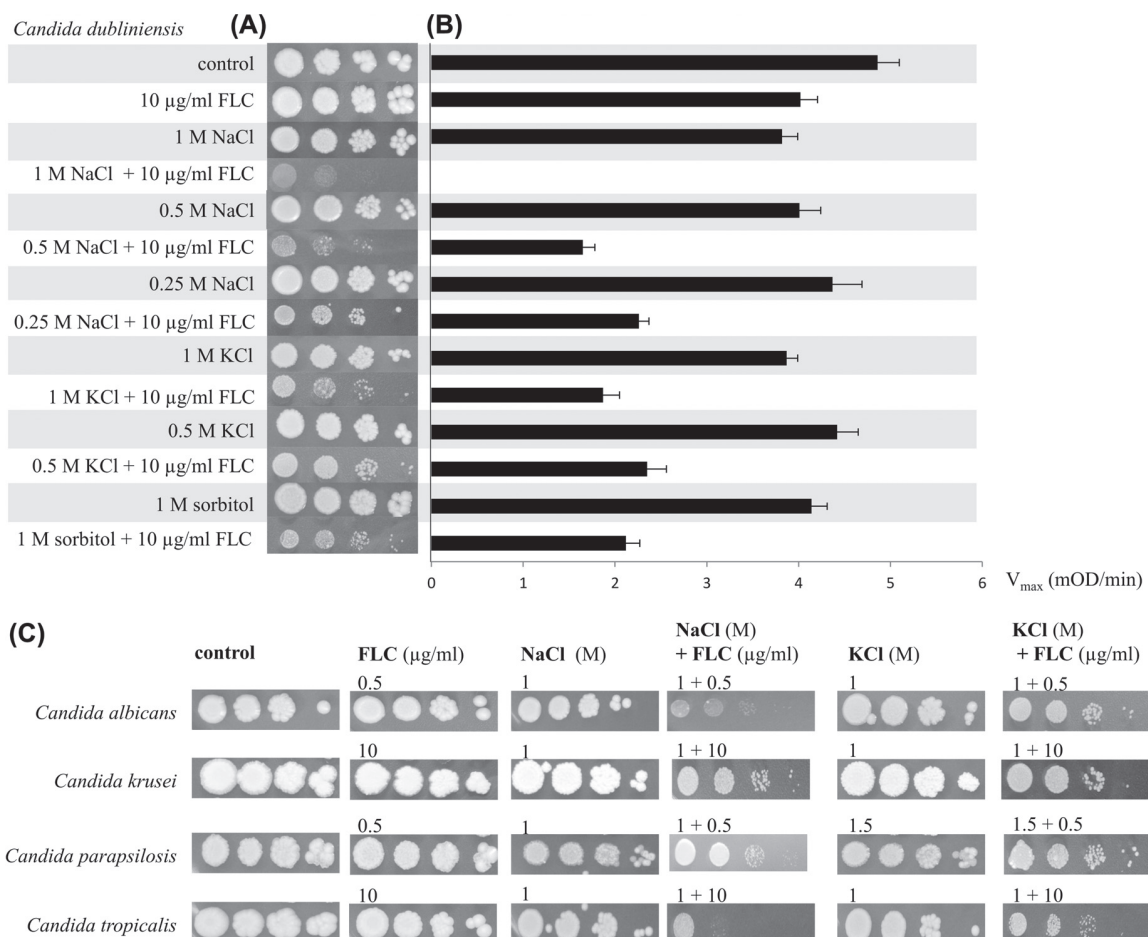 Candida dubliniensis (A) (B)
control
10 µg/ml FLC
1 M NaCl
1 M NaCl + 10 µg/ml FLC
0.5 M NaCl
0.5 M NaCl + 10 µg/ml FLC
0.25 M NaCl
0.25 M NaCl + 10 µg/ml FLC
1 M KCl
1 M KCl + 10 µg/ml FLC
0.5 M KCl
0.5 M KCl + 10 µg/ml FLC
1 M sorbitol
1 M sorbitol + 10 µg/ml FLC
0 1 2 3 4 5 6 Vmax (mOD/min)
(C)
control FLC (µg/ml) NaCl (M) NaCl (M) + FLC (µg/ml) KCl (M) KCl (M) + FLC (µg/ml)
0.5 1 1 + 0.5 1 1 + 0.5
Candida albicans
10 1 1 + 10 1 1 + 10
Candida krusei
0.5 1 1 + 0.5 1.5 1.5 + 0.5
Candida parapsilosis
10 1 1 + 10 1 1 + 10
Candida tropicalis